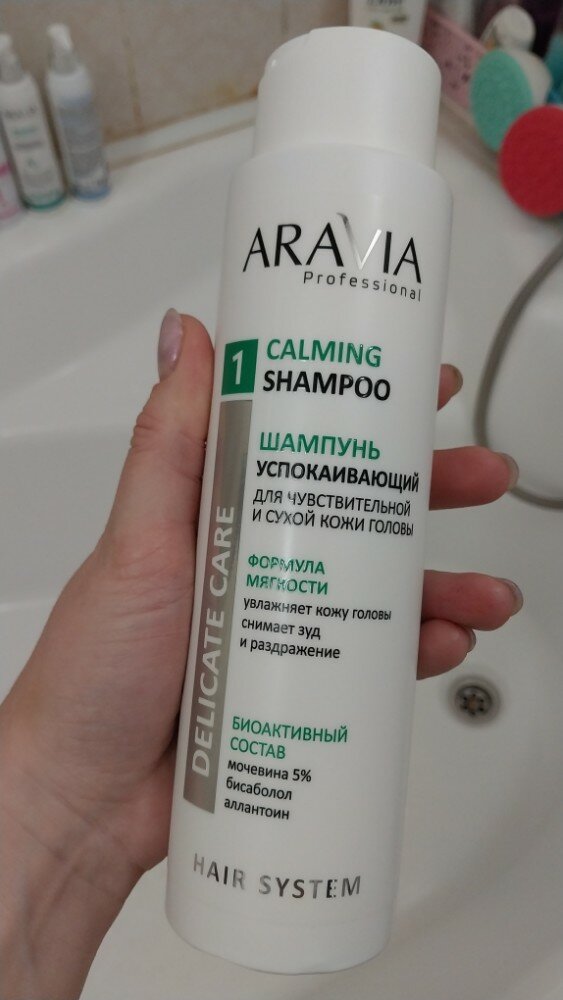 ARAVIA
ARAVIA
Professional
1
CALMING
SHAMPOO
ШАМПУНЬ
УСПОКАИВАЮЩИЙ
ДЛЯ ЧУВСТВИТЕЛЬНОЙ
И СУХОЙ КОЖИ ГОЛОВЫ
DELICATE CARE
ФОРМУЛА
МЯГКОСТИ
увлажняет кожу головы
снимает зуд
и раздражение
БИОАКТИВНЫЙ
СОСТАВ
мочевина 5%
бисаболол
аллантоин
HAIR SYSTEM